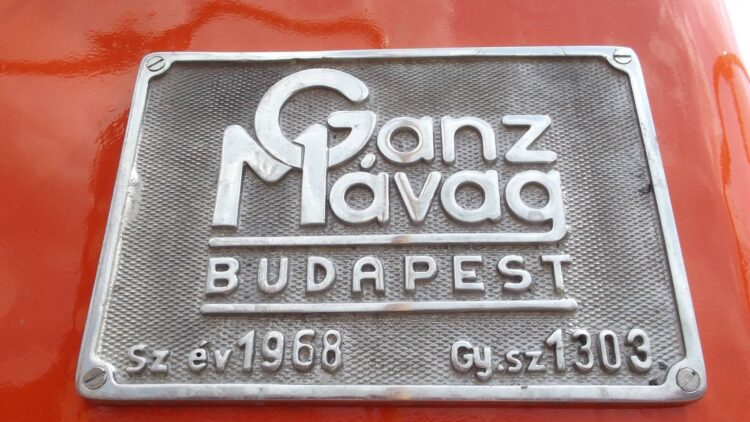 Ganz
Mávag
BUDAPEST
Sz év 1968 Gy.sz 1303